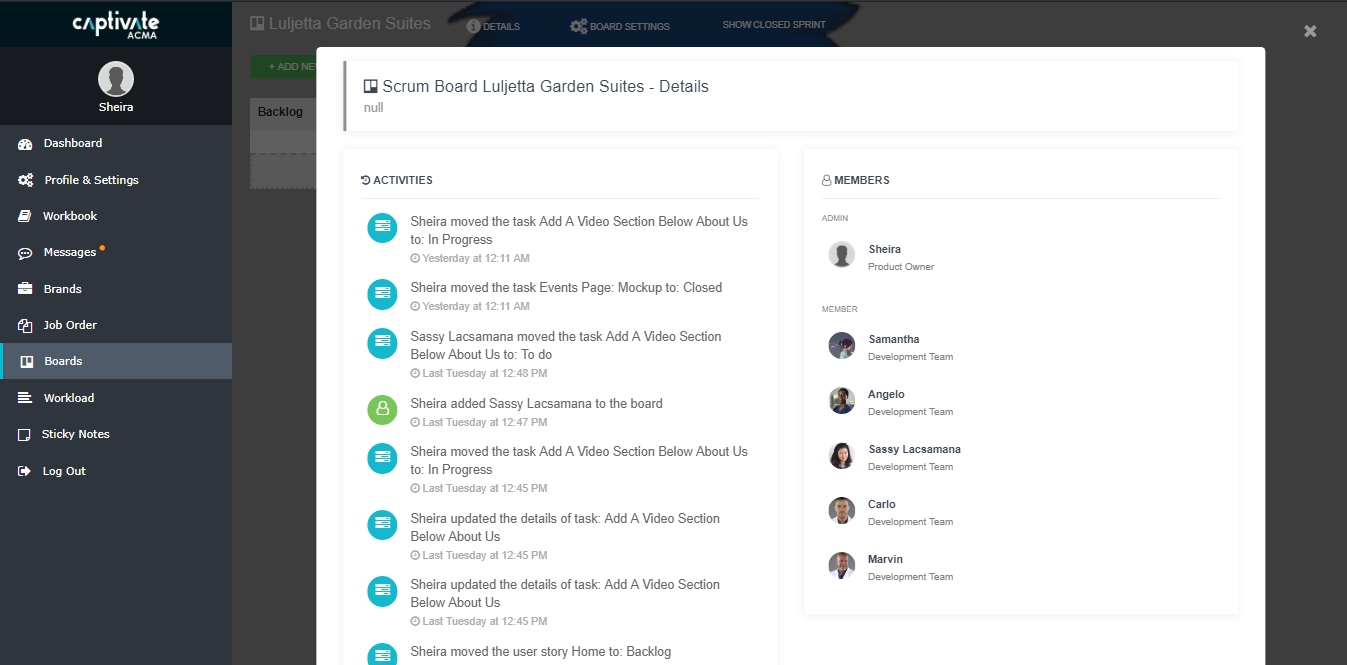 captivate
ACMA
Sheira
Dashboard
Profile & Settings
Workbook
Messages
Brands
Job Order
Boards
Workload
Sticky Notes
Log Out
Luljetta Garden Suites
DETAILS
BOARD SETTINGS
SHOW CLOSED SPRINT
+ ADD NE
Backlog
Scrum Board Luljetta Garden Suites - Details
null
ACTIVITIES
Sheira moved the task Add A Video Section Below About Us
to: In Progress
Yesterday at 12:11 AM
Sheira moved the task Events Page: Mockup to: Closed
Yesterday at 12:11 AM
Sassy Lacsamana moved the task Add A Video Section
Below About Us to: To do
Last Tuesday at 12:48 PM
Sheira added Sassy Lacsamana to the board
Last Tuesday at 12:47 PM
Sheira moved the task Add A Video Section Below About Us
to: In Progress
Last Tuesday at 12:45 PM
Sheira updated the details of task: Add A Video Section
Below About Us
Last Tuesday at 12:45 PM
Sheira updated the details of task: Add A Video Section
Below About Us
Last Tuesday at 12:45 PM
Sheira moved the user story Home to: Backlog
MEMBERS
ADMIN
Sheira
Product Owner
MEMBER
Samantha
Development Team
Angelo
Development Team
Sassy Lacsamana
Development Team
Carlo
Development Team
Marvin
Development Team